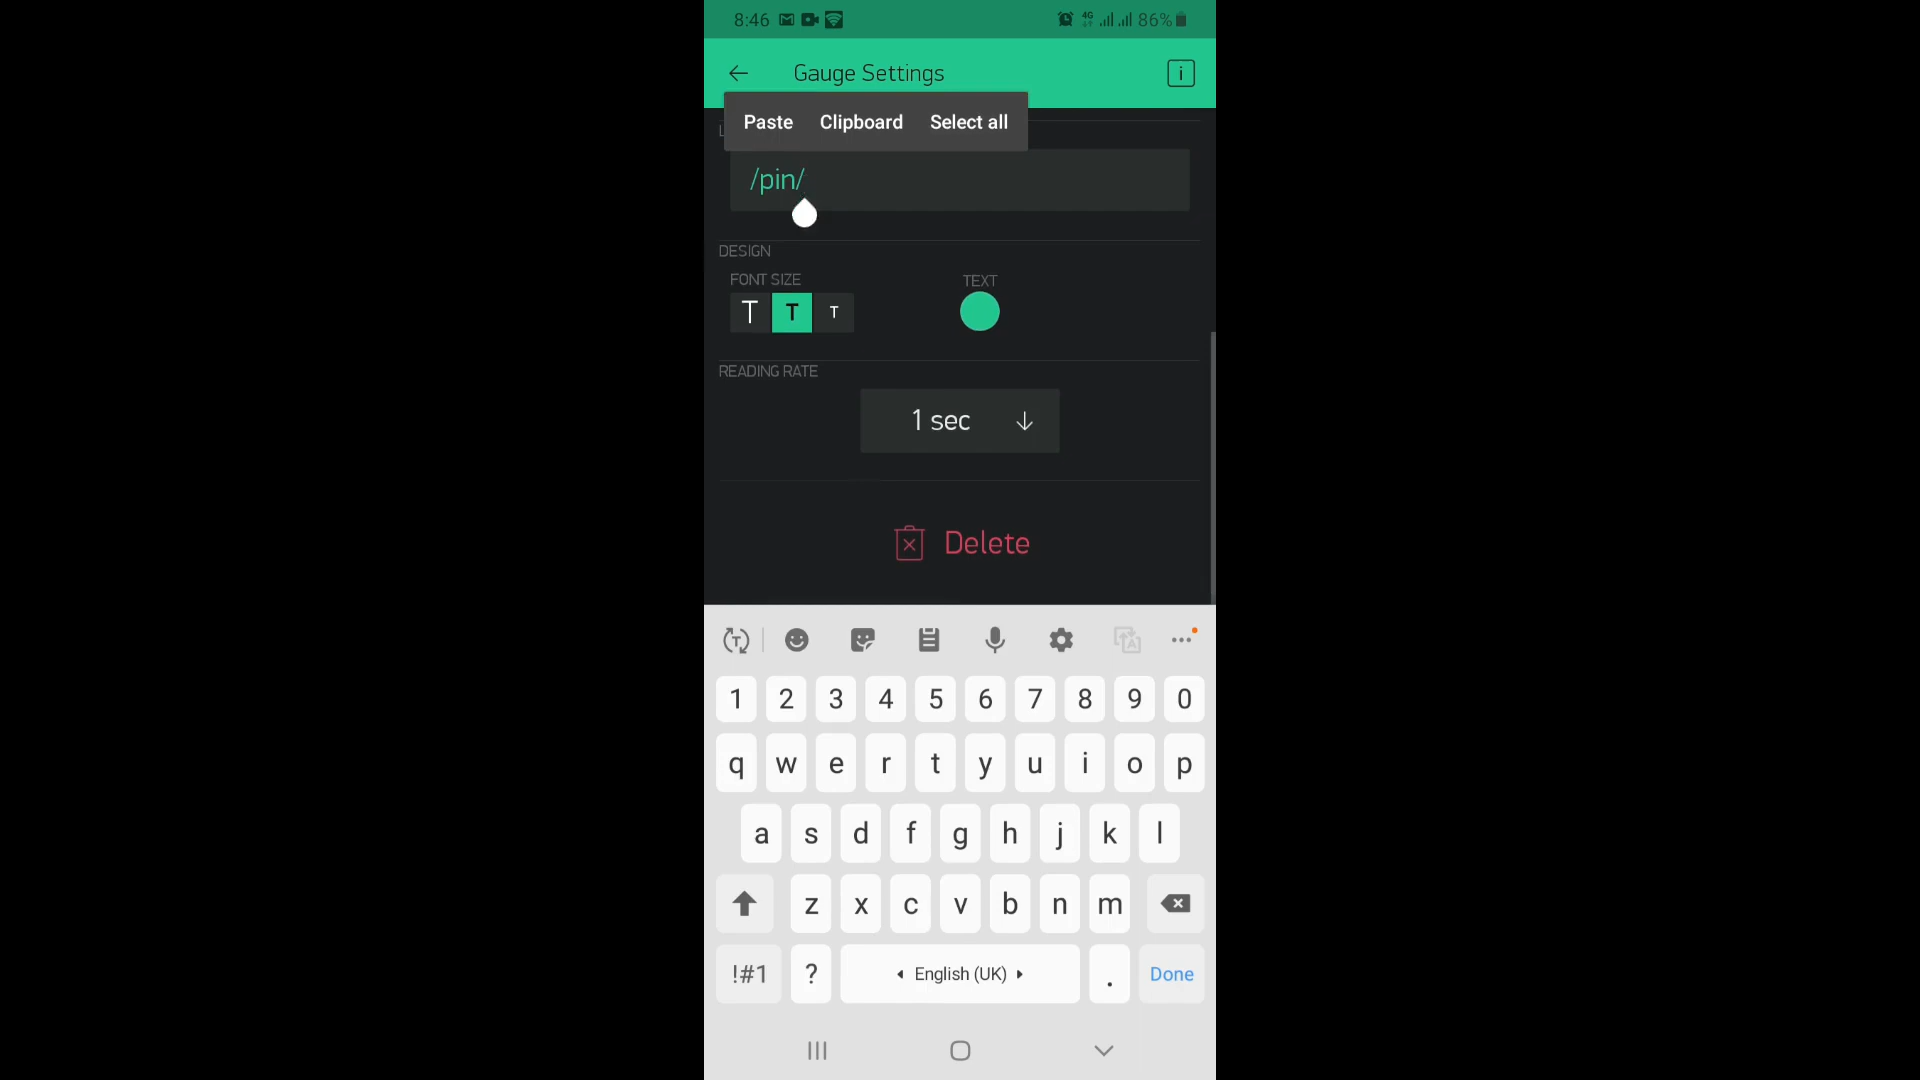 8:46 4G 86%
Gauge Settings i
Paste Clipboard Select all
/pin/
DESIGN
FONT SIZE TEXT
T T T
READING RATE
1 sec
Delete
1 2 3 4 5 6 7 8 9 0
q w e r t y u i o p
a s d f g h j k l
z x c v b n m
!#1 ? English (UK) . Done